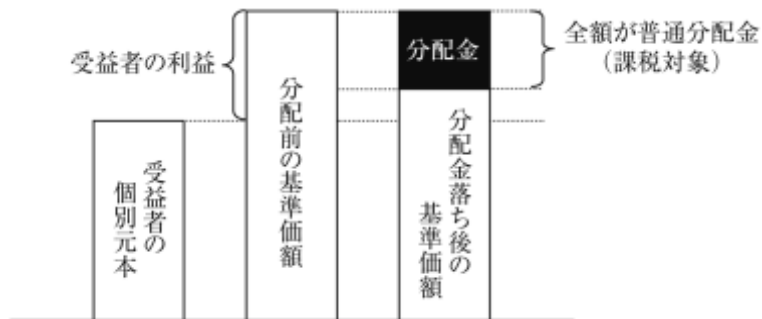 受益者の利益
分配金
全額が普通分配金
（課税対象）
受益者の
個別元本
分配前の基準価額
分配金落ち後の
基準価額